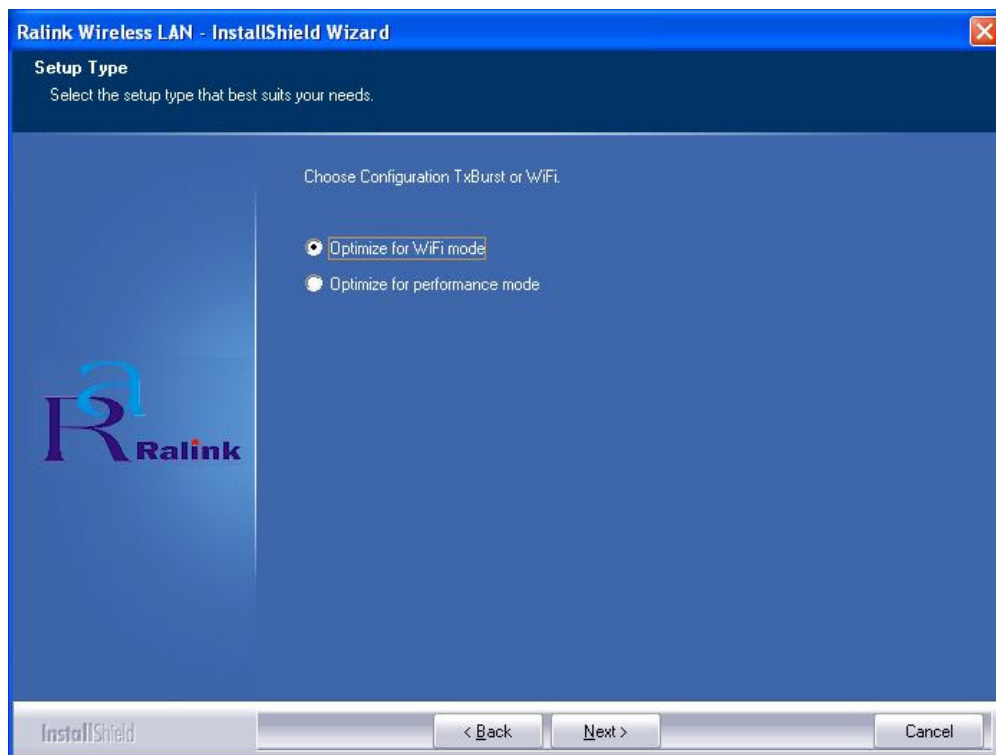 Ralink Wireless LAN - InstallShield Wizard
Setup Type
Select the setup type that best suits your needs.
Choose Configuration TxBurst or WiFi.
Optimize for WiFi mode
Optimize for performance mode
Ra
Ralink
InstallShield
< Back
Next >
Cancel